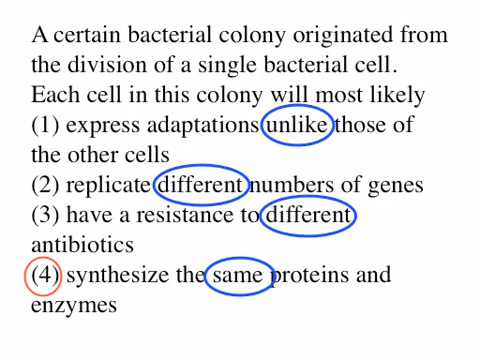 A certain bacterial colony originated from
the division of a single bacterial cell.
Each cell in this colony will most likely
(1) express adaptations unlike those of
the other cells
(2) replicate different numbers of genes
(3) have a resistance to different
antibiotics
(4) synthesize the same proteins and
enzymes